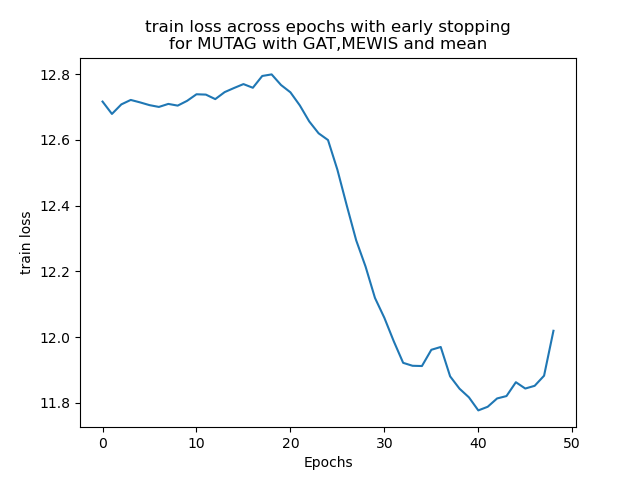 train loss across epochs with early stopping
for MUTAG with GAT,MEWIS and mean
12.8
12.6
12.4
12.2
12.0
11.8
train loss
0 10 20 30 40 50
Epochs